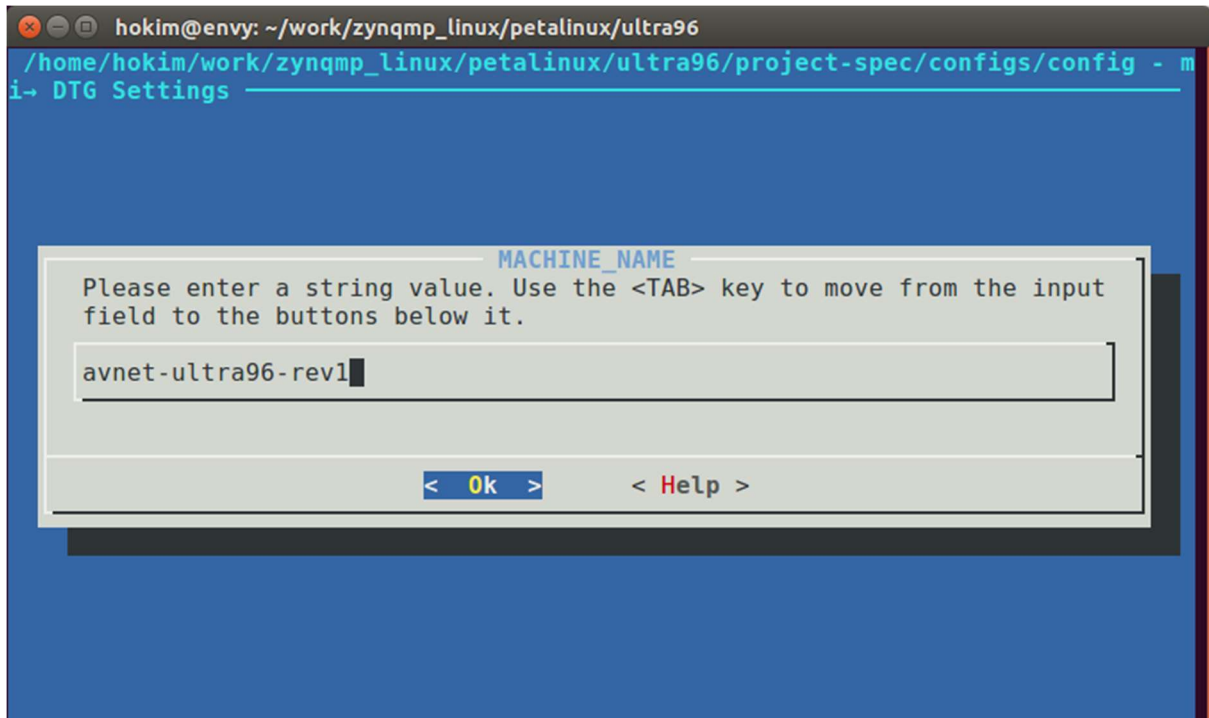 hokim@envy: ~/work/zynqmp_linux/petalinux/ultra96
/home/hokim/work/zynqmp_linux/petalinux/ultra96/project-spec/configs/config - m
i→ DTG Settings
MACHINE_NAME
Please enter a string value. Use the <TAB> key to move from the input
field to the buttons below it.
avnet-ultra96-rev1
< Ok > < Help >